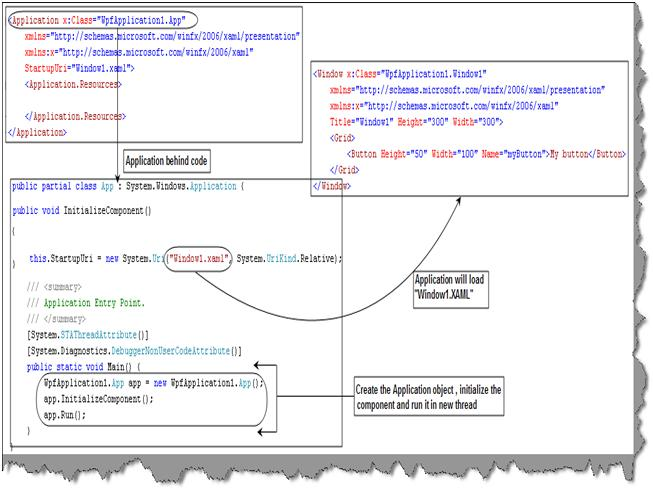 <Application x:Class="WpfApplication1.App"
xmlns="http://schemas.microsoft.com/winfx/2006/xaml/presentation"
xmlns:x="http://schemas.microsoft.com/winfx/2006/xaml"
StartupUri="Window1.xaml">
<Application.Resources>
</Application.Resources>
</Application>
<Window x:Class="WpfApplication1.Window1"
xmlns="http://schemas.microsoft.com/winfx/2006/xaml/presentation"
xmlns:x="http://schemas.microsoft.com/winfx/2006/xaml"
Title="Window1" Height="300" Width="300">
<Grid>
<Button Height="50" Width="100" Name="myButton">My button</Button>
</Grid>
</Window>
Application behind code
public partial class App : System.Windows.Application {
public void InitializeComponent()
{
this.StartupUri = new System.Uri("Window1.xaml", System.UriKind.Relative);
}
/// <summary>
/// Application Entry Point.
/// </summary>
[System.STAThreadAttribute()]
[System.Diagnostics.DebuggerNonUserCodeAttribute()]
public static void Main() {
WpfApplication1.App app = new WpfApplication1.App();
app.InitializeComponent();
app.Run();
}
}
Application will load
"Window1.XAML"
Create the Application object , initialize the
component and run it in new thread